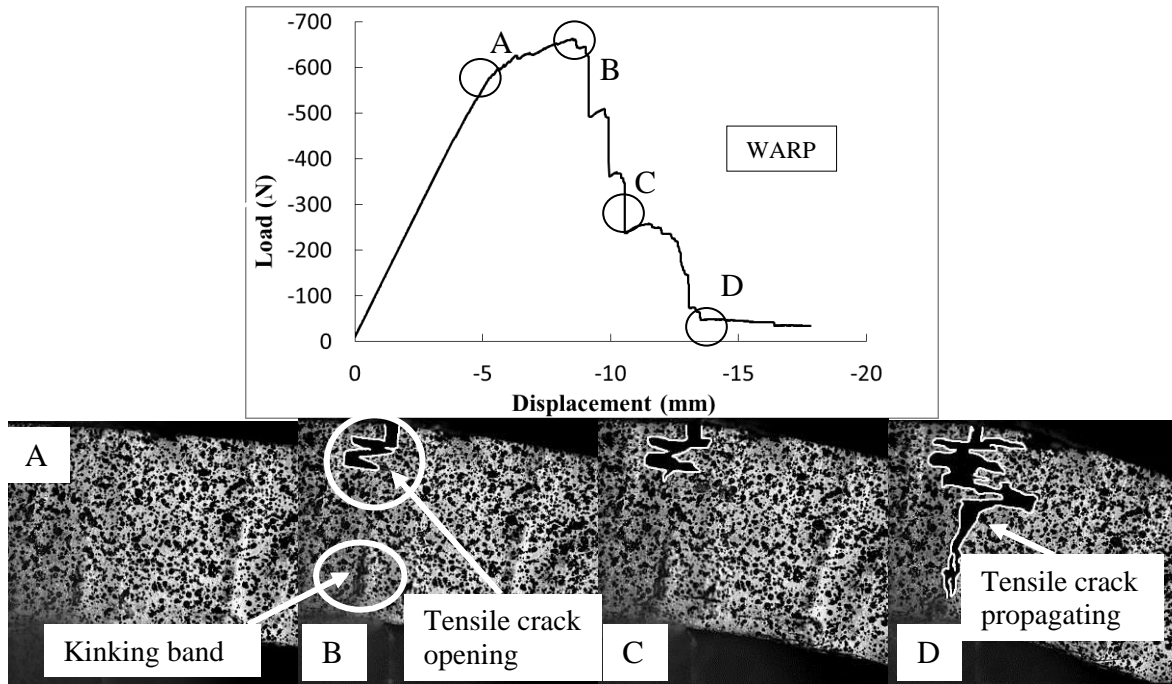 -700
-600
-500
-400
-300
-200
-100
0
Load (N)
A
B
C
D
WARP
0
-5
-10
-15
-20
Displacement (mm)
A
Kinking band
B
Tensile crack
opening
C
D
Tensile crack
propagating